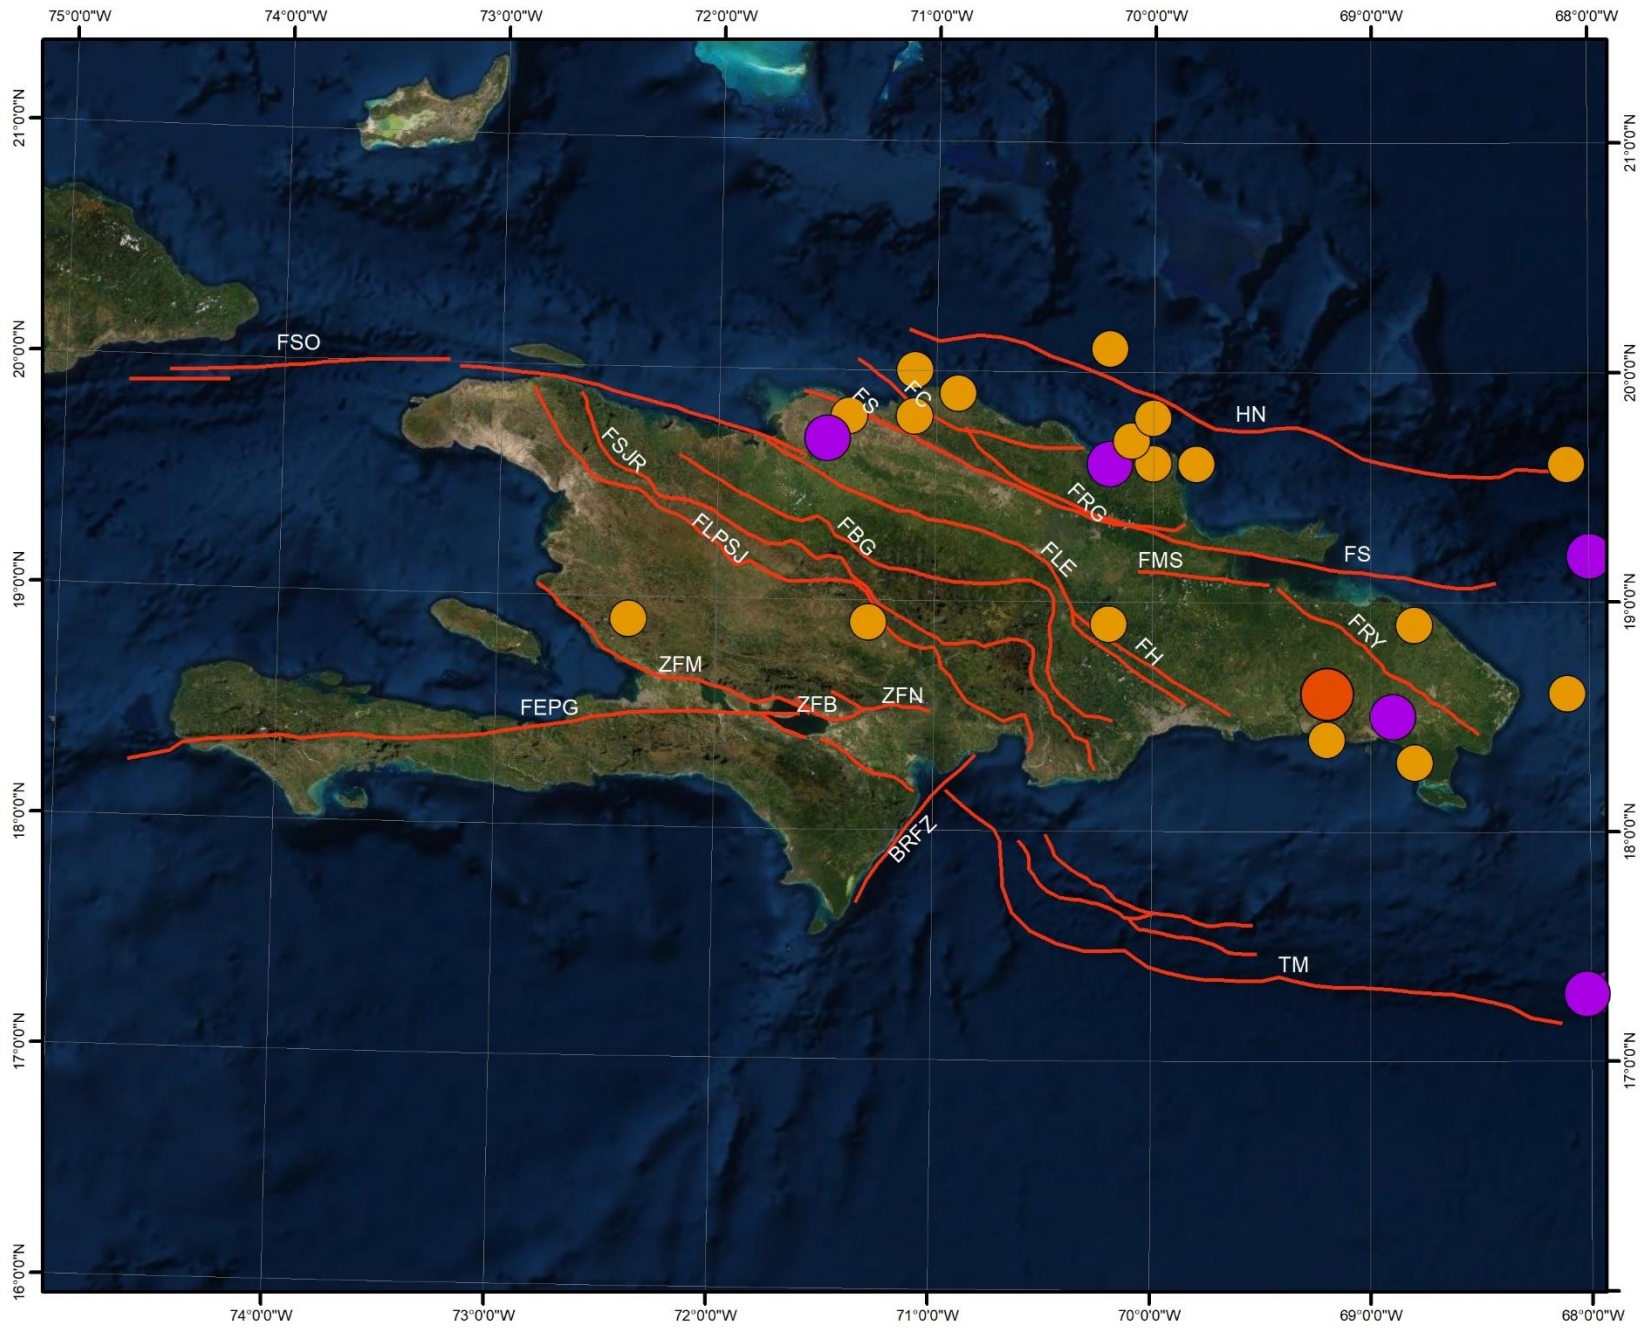 75°0'0"W 74°0'0"W 73°0'0"W 72°0'0"W 71°0'0"W 70°0'0"W 69°0'0"W 68°0'0"W
21°0'0"N
21°0'0"N
20°0'0"N
20°0'0"N
FSO
FS
FC
HN
FSJR
FRG
FLPSJ
FBG
FLE
FMS
FS
19°0'0"N
19°0'0"N
FRY
FH
ZFM
ZFB
ZFN
FEPG
18°0'0"N
18°0'0"N
BRFZ
TM
17°0'0"N
17°0'0"N
16°0'0"N
74°0'0"W 73°0'0"W 72°0'0"W 71°0'0"W 70°0'0"W 69°0'0"W 68°0'0"W